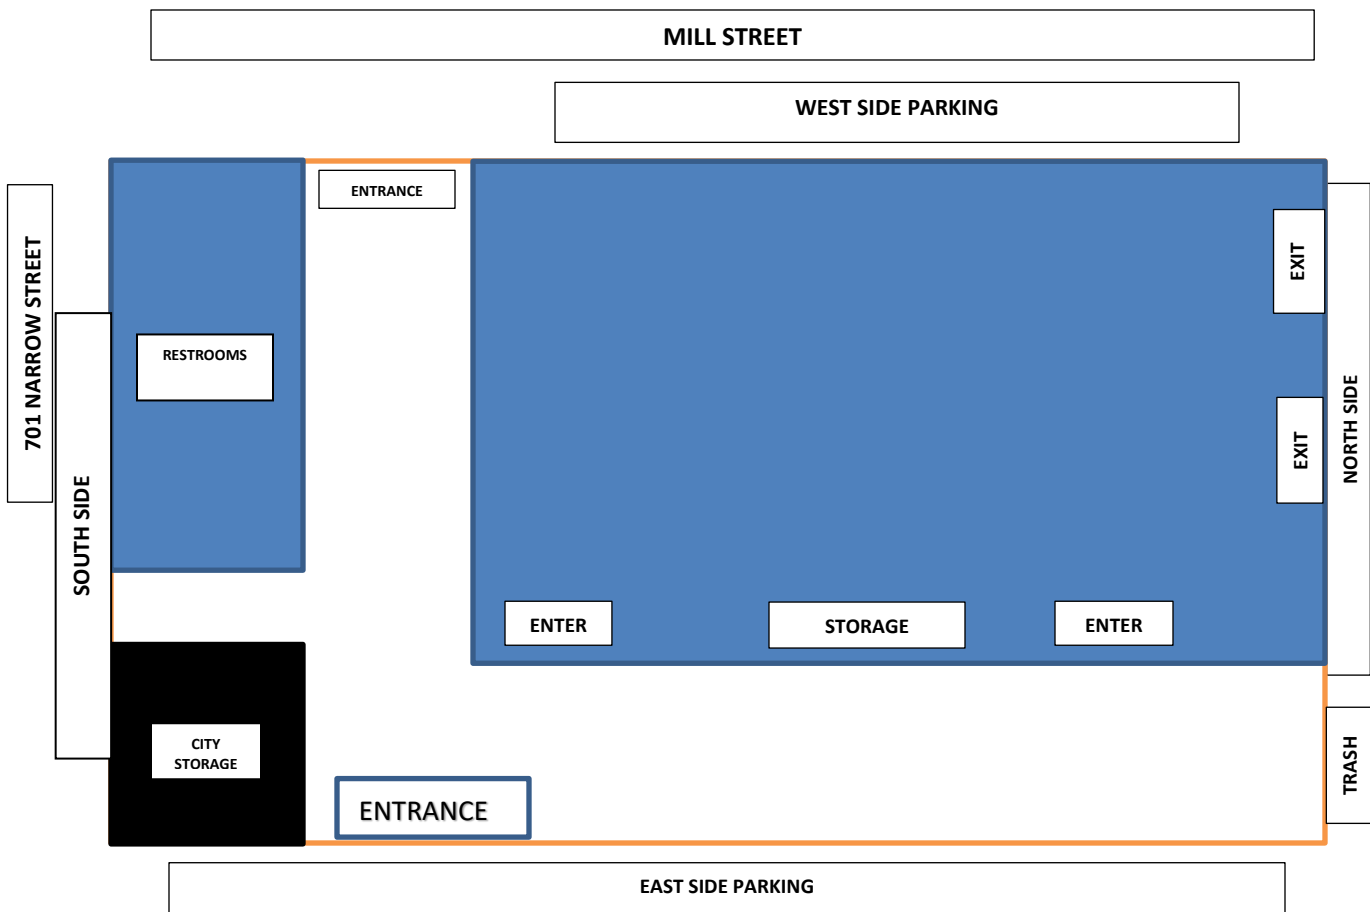 MILL STREET
WEST SIDE PARKING
ENTRANCE
EXIT
701 NARROW STREET
RESTROOMS
EXIT
NORTH SIDE
SOUTH SIDE
ENTER
STORAGE
ENTER
CITY
STORAGE
TRASH
ENTRANCE
EAST SIDE PARKING